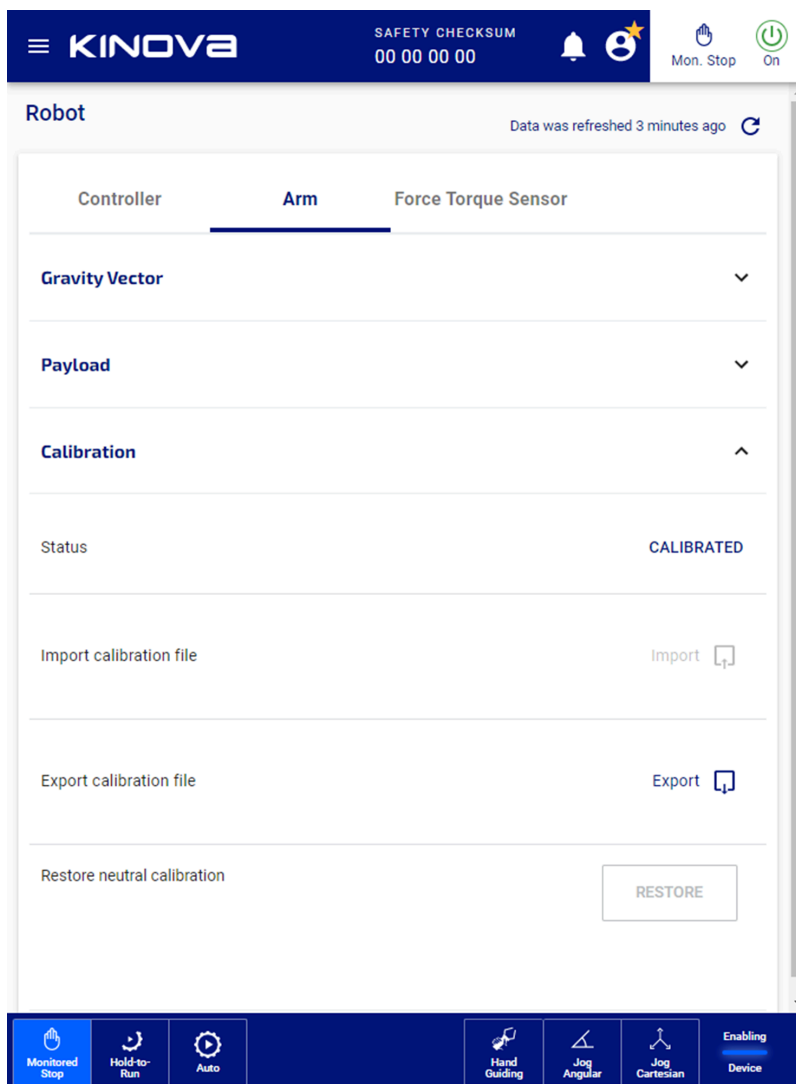 KINOVA
SAFETY CHECKSUM
00 00 00 00
Mon. Stop
On
Robot
Data was refreshed 3 minutes ago
Controller
Arm
Force Torque Sensor
Gravity Vector
Payload
Calibration
Status
CALIBRATED
Import calibration file
Import
Export calibration file
Export
Restore neutral calibration
RESTORE
Monitored
Stop
Hold-to-
Run
Auto
Hand
Guiding
Jog
Angular
Jog
Cartesian
Enabling
Device